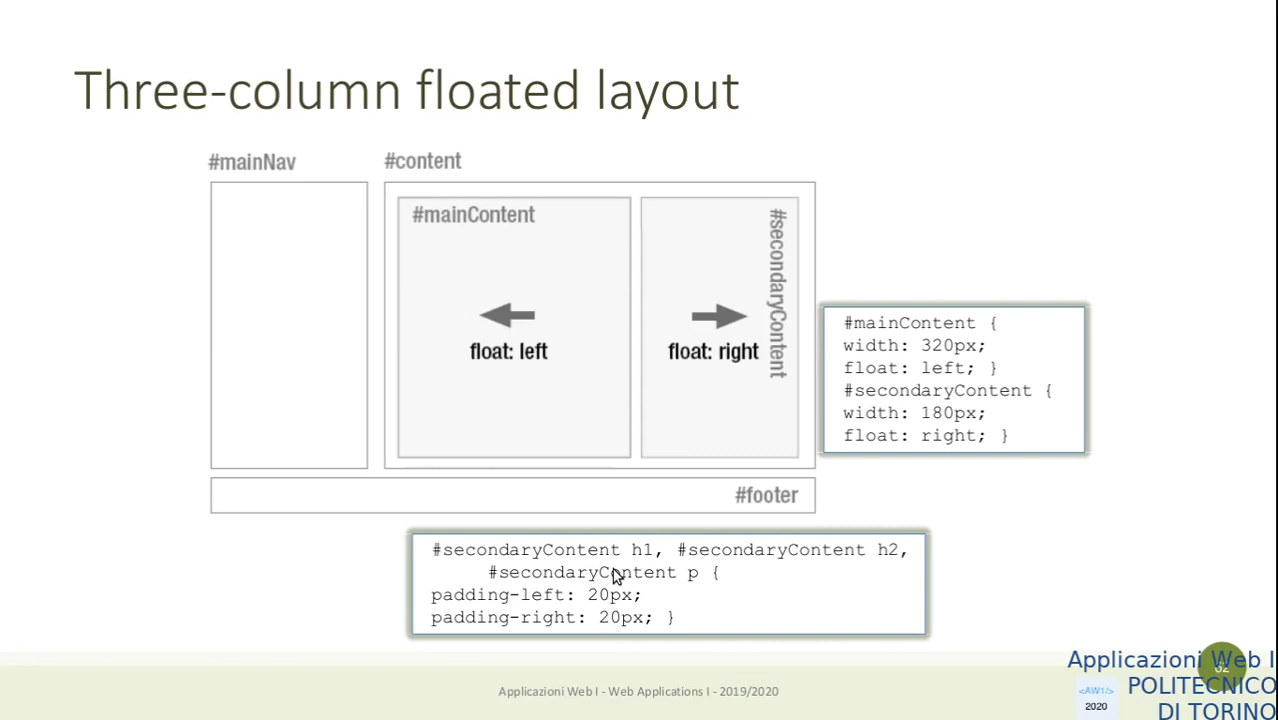 Three-column floated layout
#mainNav
#content
#mainContent
#secondaryContent
float: left
float: right
#footer
#mainContent {
width: 320px;
float: left; }
#secondaryContent {
width: 180px;
float: right; }
#secondaryContent h1, #secondaryContent h2,
#secondaryContent p {
padding-left: 20px;
padding-right: 20px; }
Applicazioni Web I - Web Applications I - 2019/2020
62
Applicazioni Web I
POLITECNICO
DI TORINO
<AW1/>
2020